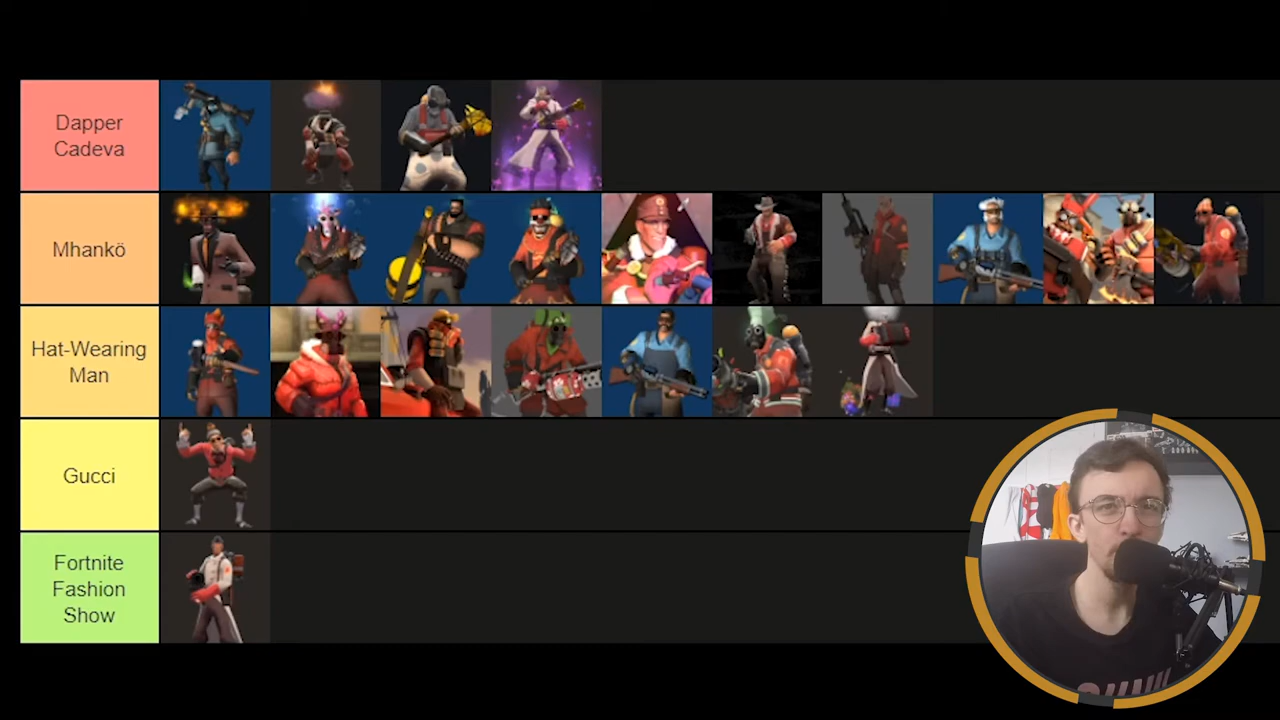 Dapper
Cadeva
Mhankö
Hat-Wearing
Man
Gucci
Fortnite
Fashion
Show